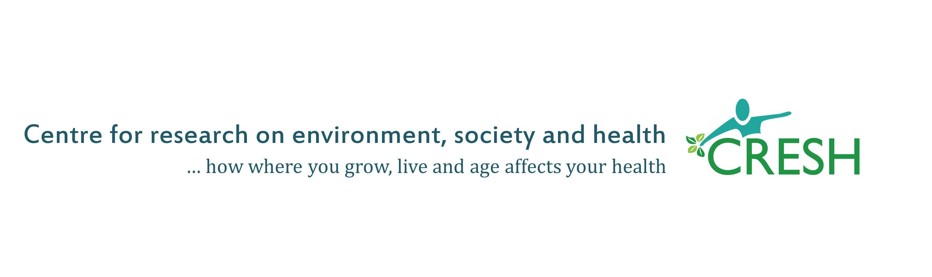 Centre for research on environment, society and health
... how where you grow, live and age affects your health
CRESH